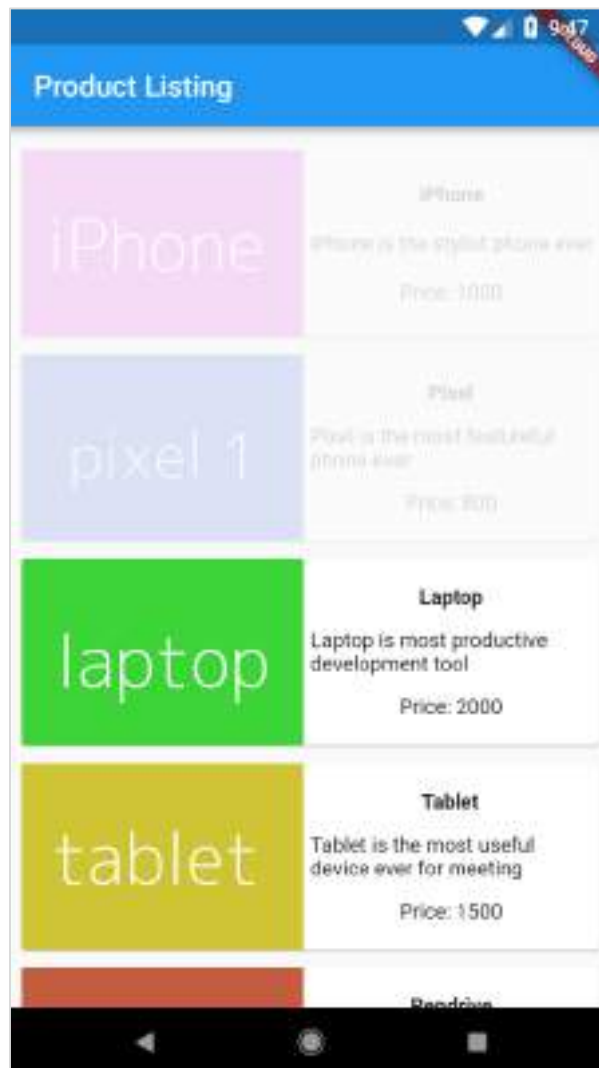 9:47
Product Listing
iPhone
iPhone
iPhone is the stylist phone ever
Price: 1000
pixel 1
Pixel
Pixel is the most featureful
phone ever
Price: 800
laptop
Laptop
Laptop is most productive
development tool
Price: 2000
tablet
Tablet
Tablet is the most useful
device ever for meeting
Price: 1500